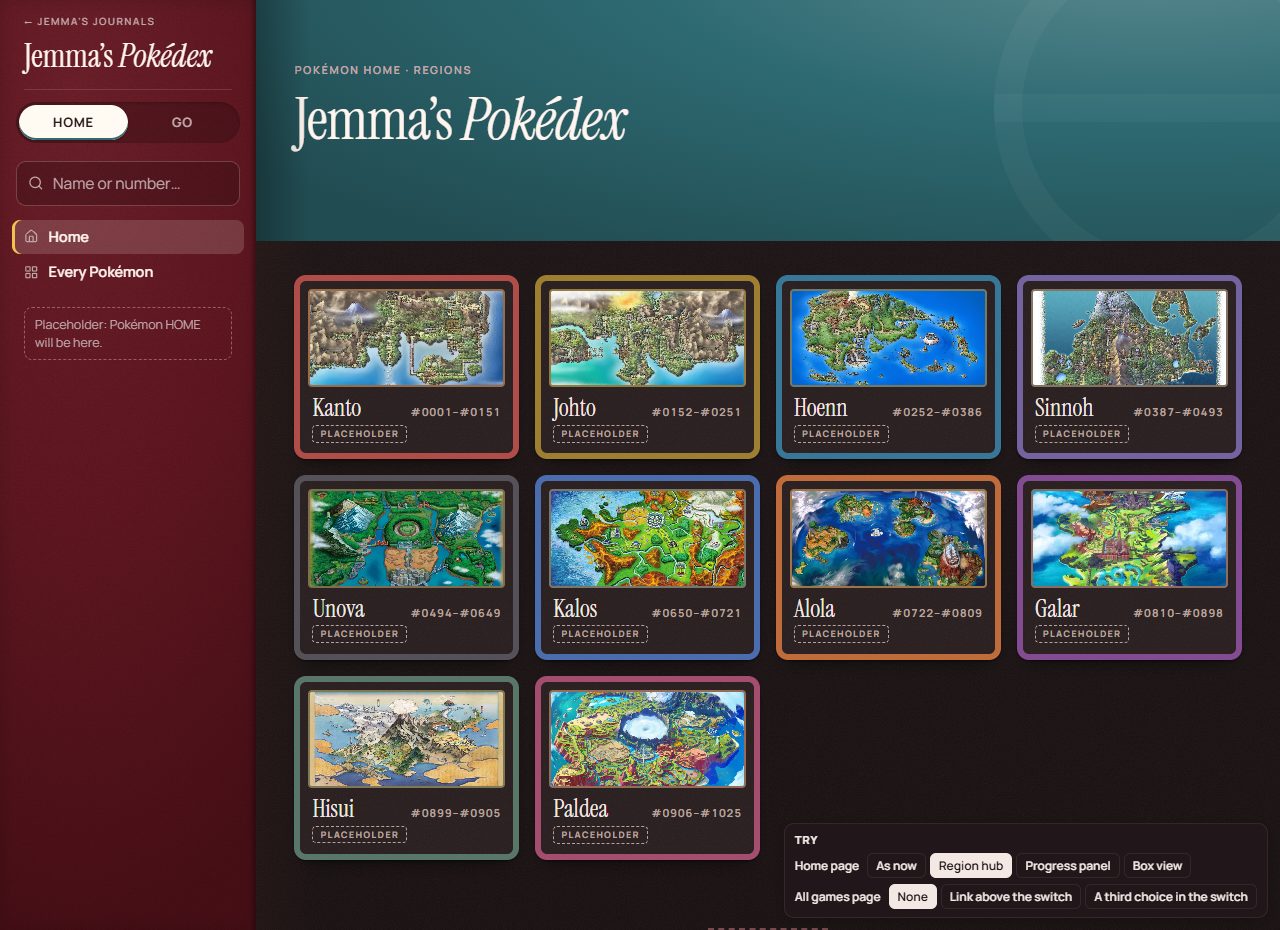 ← JEMMA'S JOURNALS
Jemma's Pokédex
HOME GO
Name or number...
Home
Every Pokémon
Placeholder: Pokémon HOME
will be here.
POKÉMON HOME · REGIONS
Jemma's Pokédex
Kanto #0001–#0151
PLACEHOLDER
Johto #0152–#0251
PLACEHOLDER
Hoenn #0252–#0386
PLACEHOLDER
Sinnoh #0387–#0493
PLACEHOLDER
Unova #0494–#0649
PLACEHOLDER
Kalos #0650–#0721
PLACEHOLDER
Alola #0722–#0809
PLACEHOLDER
Galar #0810–#0898
PLACEHOLDER
Hisui #0899–#0905
PLACEHOLDER
Paldea #0906–#1025
PLACEHOLDER
TRY
Home page As now Region hub Progress panel Box view
All games page None Link above the switch A third choice in the switch